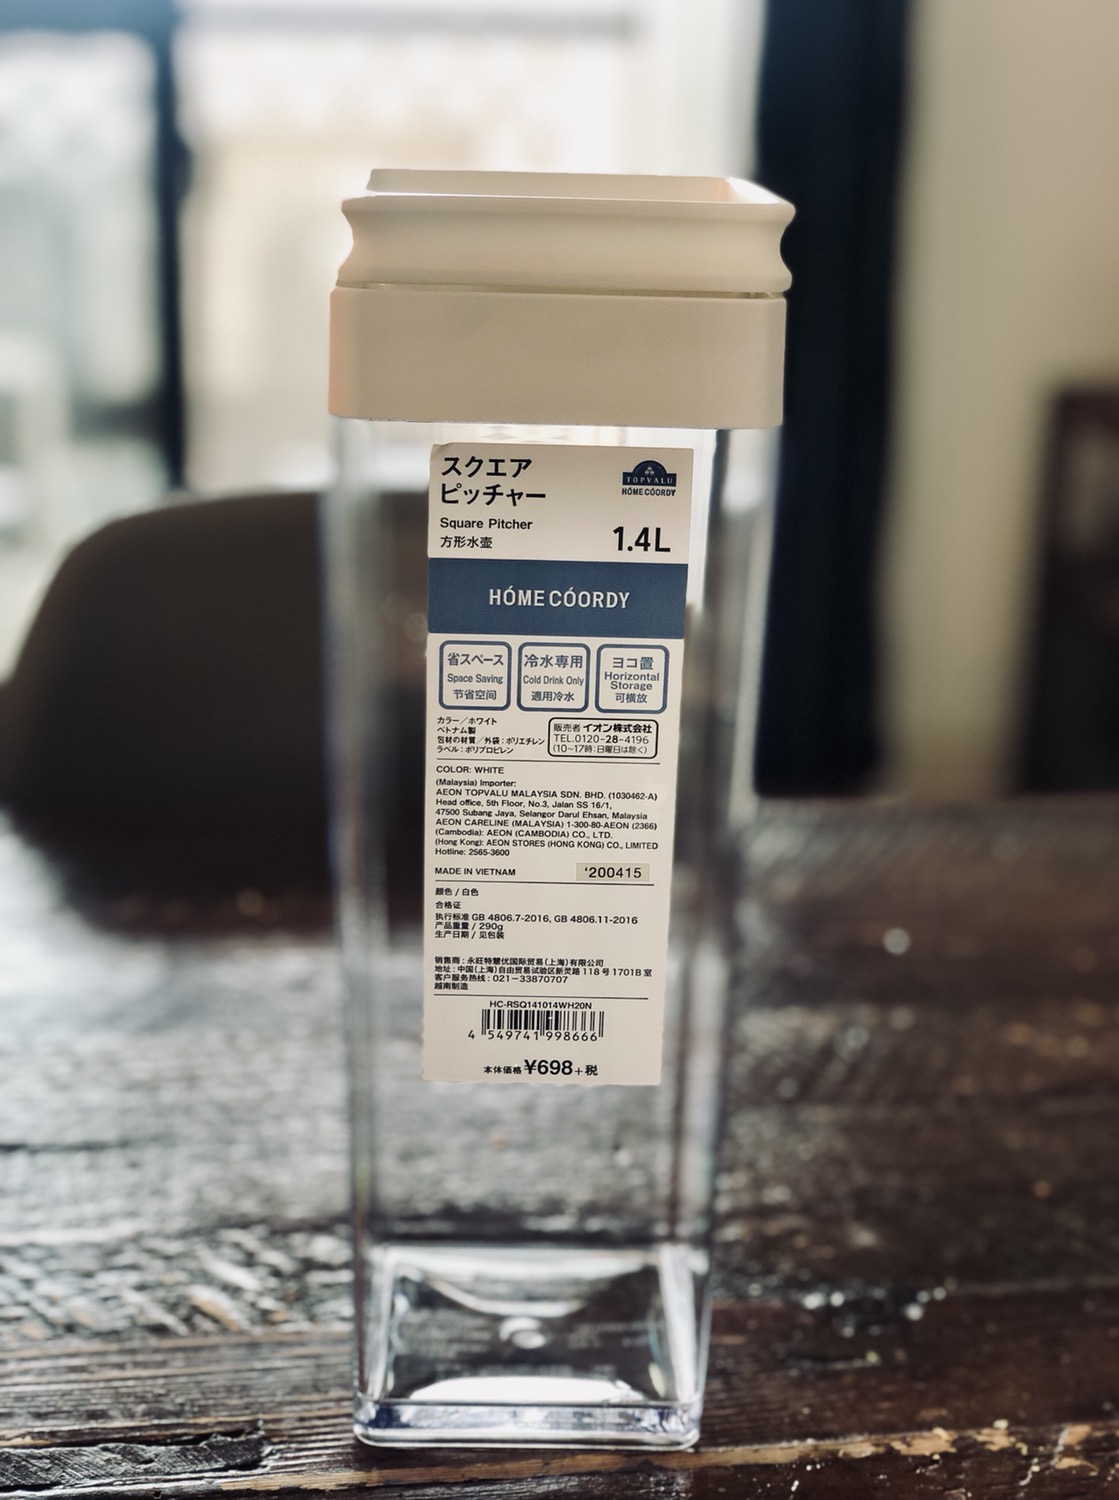 スクエア
ピッチャー
Square Pitcher
方形水壶
TOPVALU
HÓME CÓORDY
1.4L
HÓME CÓORDY
省スペース
Space Saving
节省空间
冷水専用
Cold Drink Only
適用冷水
ヨコ置
Horizontal
Storage
可横放
カラー／ホワイト
ベトナム製
包材の材質／外袋：ポリエチレン
ラベル：ポリプロピレン
販売者 イオン株式会社
TEL.0120-28-4196
(10~17時：日曜日は除く)
COLOR: WHITE
(Malaysia) Importer:
AEON TOPVALU MALAYSIA SDN. BHD. (1030462-A)
Head office, 5th Floor, No.3, Jalan SS 16/1,
47500 Subang Jaya, Selangor Darul Ehsan, Malaysia
AEON CARELINE (MALAYSIA) 1-300-80-AEON (2366)
(Cambodia): AEON (CAMBODIA) CO., LTD.
(Hong Kong): AEON STORES (HONG KONG) CO., LIMITED
Hotline: 2565-3600
MADE IN VIETNAM
'200415
颜色 / 白色
合格证
执行标准 GB 4806.7-2016, GB 4806.11-2016
产品重量 / 290g
生产日期 / 见包装
销售商：永旺特慧优国际贸易(上海)有限公司
地址：中国(上海)自由贸易试验区新灵路 118 号 1701B 室
客户服务热线：021-33870707
越南制造
HC-RSQ141014WH20N
4 549741 998666
本体価格 ¥698+税